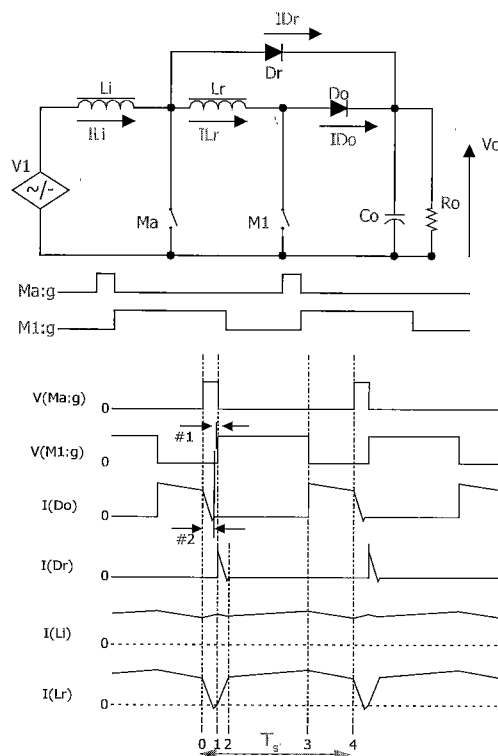 IDr
Dr
Li
Lr
Do
ILi
ILr
IDo
Vo
V1
~/-
Ma
M1
Co
Ro
Ma:g
M1:g
V(Ma:g)
0
#1
V(M1:g)
0
I(Do)
0
#2
I(Dr)
0
I(Li)
0
I(Lr)
0
0 1 2 Ts 3 4